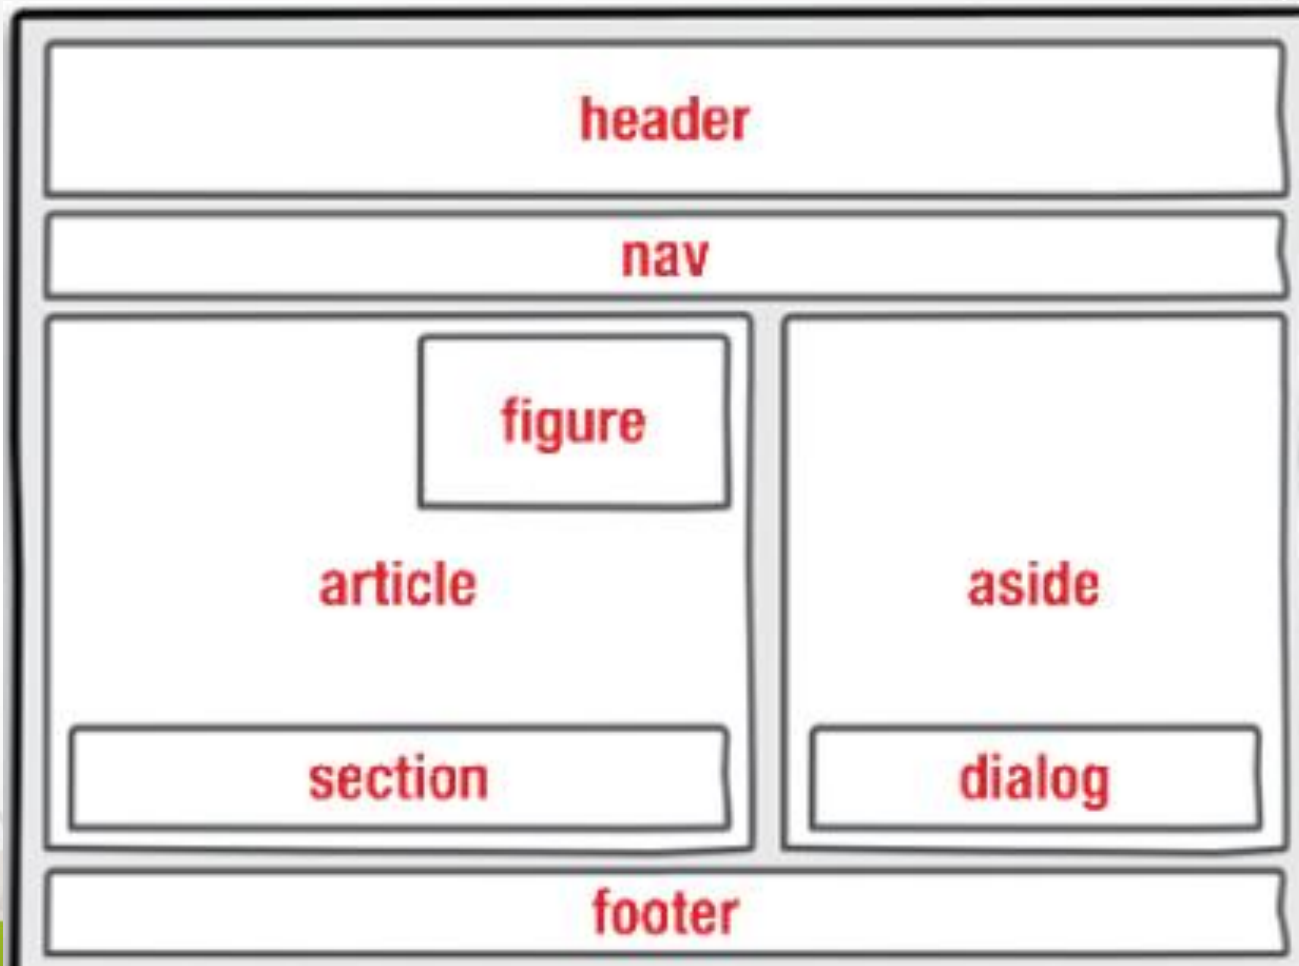 header
nav
figure
article
aside
section
dialog
footer